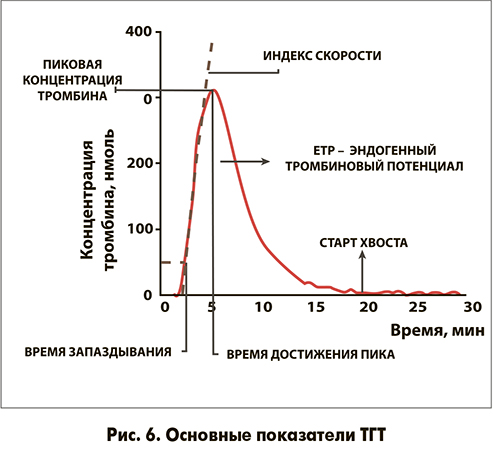 400
ИНДЕКС СКОРОСТИ
ПИКОВАЯ
КОНЦЕНТРАЦИЯ
ТРОМБИНА
0
ETP – ЭНДОГЕННЫЙ
ТРОМБИНОВЫЙ ПОТЕНЦИАЛ
Концентрация
тромбина, нмоль
200
100
СТАРТ ХВОСТА
0
0 5 10 15 20 25 30
Время, мин
ВРЕМЯ ЗАПАЗДЫВАНИЯ
ВРЕМЯ ДОСТИЖЕНИЯ ПИКА
Рис. 6. Основные показатели ТГТ